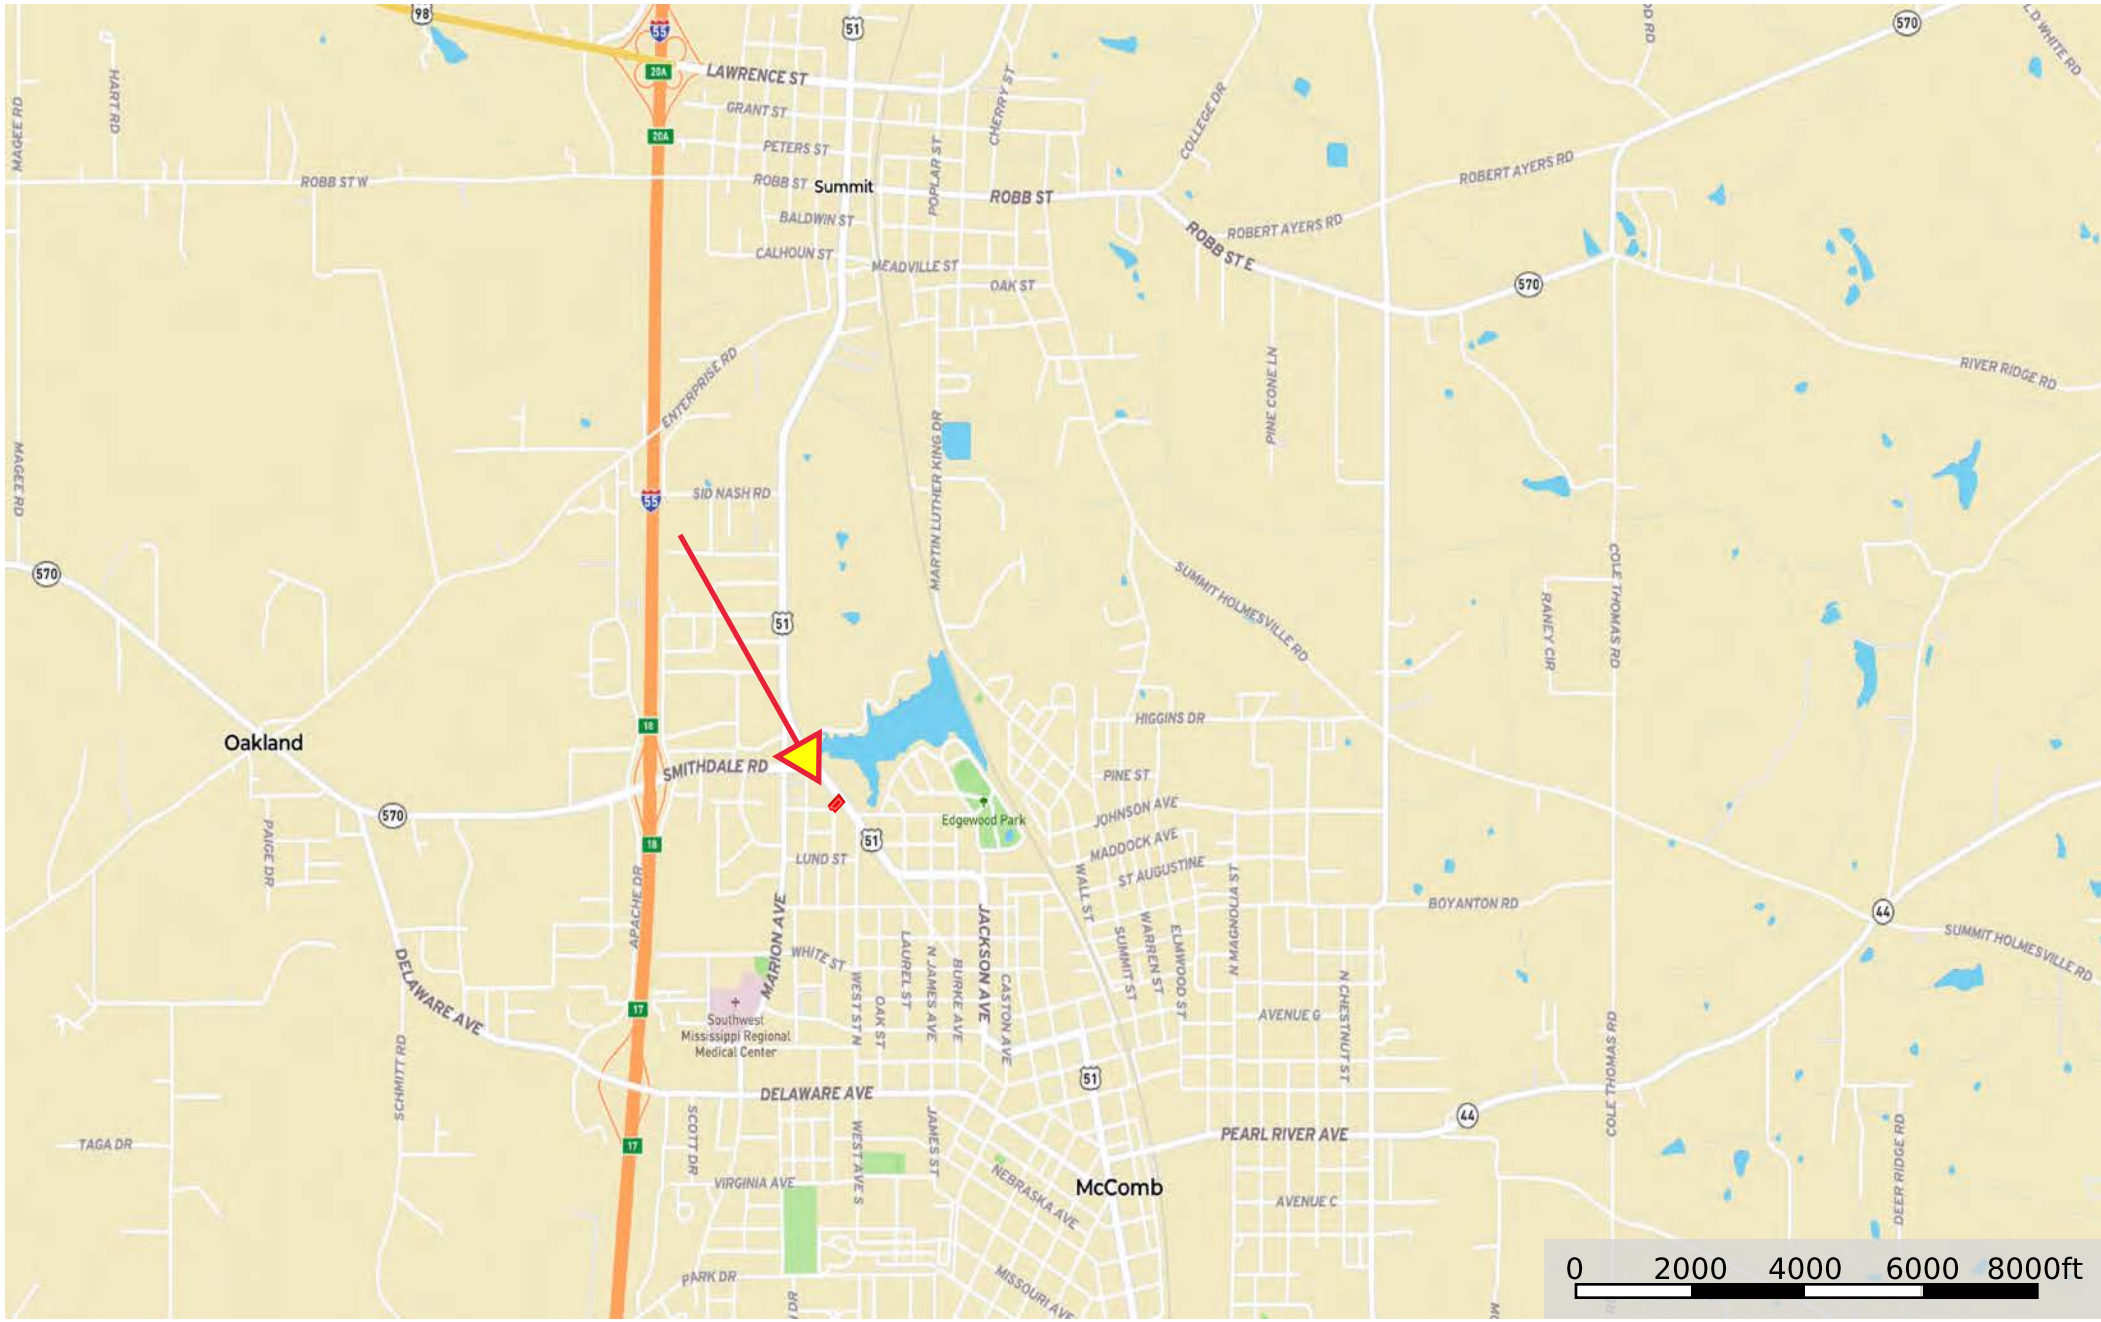 98
55
51
570
OLD WHITE RD
20A
LAWRENCE ST
CHERRY ST
MAGEE RD
HART RD
GRANT ST
COLLEGE DR
20A
PETERS ST
POPLAR ST
ROBERT AYERS RD
ROBB ST W
ROBB ST
Summit
ROBB ST
BALDWIN ST
ROBERT AYERS RD
ROBB ST E
CALHOUN ST
MEADVILLE ST
OAK ST
570
ENTERPRISE RD
PINE CONE LN
RIVER RIDGE RD
MAGEE RD
MARTIN LUTHER KING DR
55
SID NASH RD
570
SUMMIT HOLMESVILLE RD
COLE THOMAS RD
RANEY CIR
51
18
HIGGINS DR
Oakland
SMITHDALE RD
PINE ST
570
Edgewood Park
JOHNSON AVE
51
18
MADDOCK AVE
LUND ST
ST AUGUSTINE
PAIGE DR
APACHE DR
WALL ST
N MAGNOLIA ST
BOYANTON RD
44
MARION AVE
JACKSON AVE
SUMMIT HOLMESVILLE RD
DELAWARE AVE
WHITE ST
LAUREL ST
N JAMES AVE
BURKE AVE
CASTON AVE
SUMMIT ST
WARREN ST
ELMWOOD ST
WEST ST N
OAK ST
N CHESTNUT ST
17
Southwest
Mississippi Regional
Medical Center
AVENUE G
SCHMITT RD
COLE THOMAS RD
51
DELAWARE AVE
44
TAGA DR
17
SCOTT DR
WEST AVE S
JAMES ST
PEARL RIVER AVE
DEER RIDGE RD
VIRGINIA AVE
NEBRASKA AVE
McComb
AVENUE C
PARK DR
MISSOURI AVE
0 2000 4000 6000 8000ft